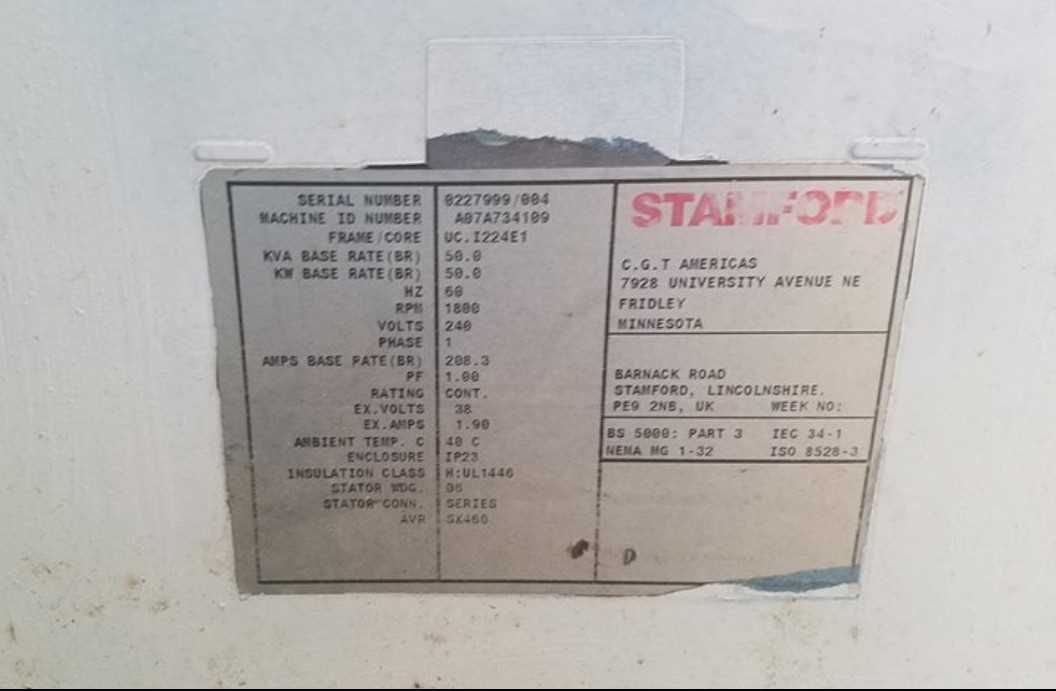 SERIAL NUMBER 0227999/004
MACHINE ID NUMBER A07A734109
FRAME/CORE UC.I224E1
KVA BASE RATE(BR) 50.0
KW BASE RATE(BR) 50.0
HZ 60
RPM 1800
VOLTS 240
PHASE 1
AMPS BASE RATE(BR) 208.3
PF 1.00
RATING CONT.
EX.VOLTS 38
EX.AMPS 1.90
AMBIENT TEMP. C 40 C
ENCLOSURE IP23
INSULATION CLASS H:UL1446
STATOR WDG. 06
STATOR CONN. SERIES
AVR SX460
STAMFORD
C.G.T AMERICAS
7928 UNIVERSITY AVENUE NE
FRIDLEY
MINNESOTA
BARNACK ROAD
STAMFORD, LINCOLNSHIRE.
PE9 2NB, UK WEEK NO:
BS 5000: PART 3 IEC 34-1
NEMA MG 1-32 ISO 8528-3
D